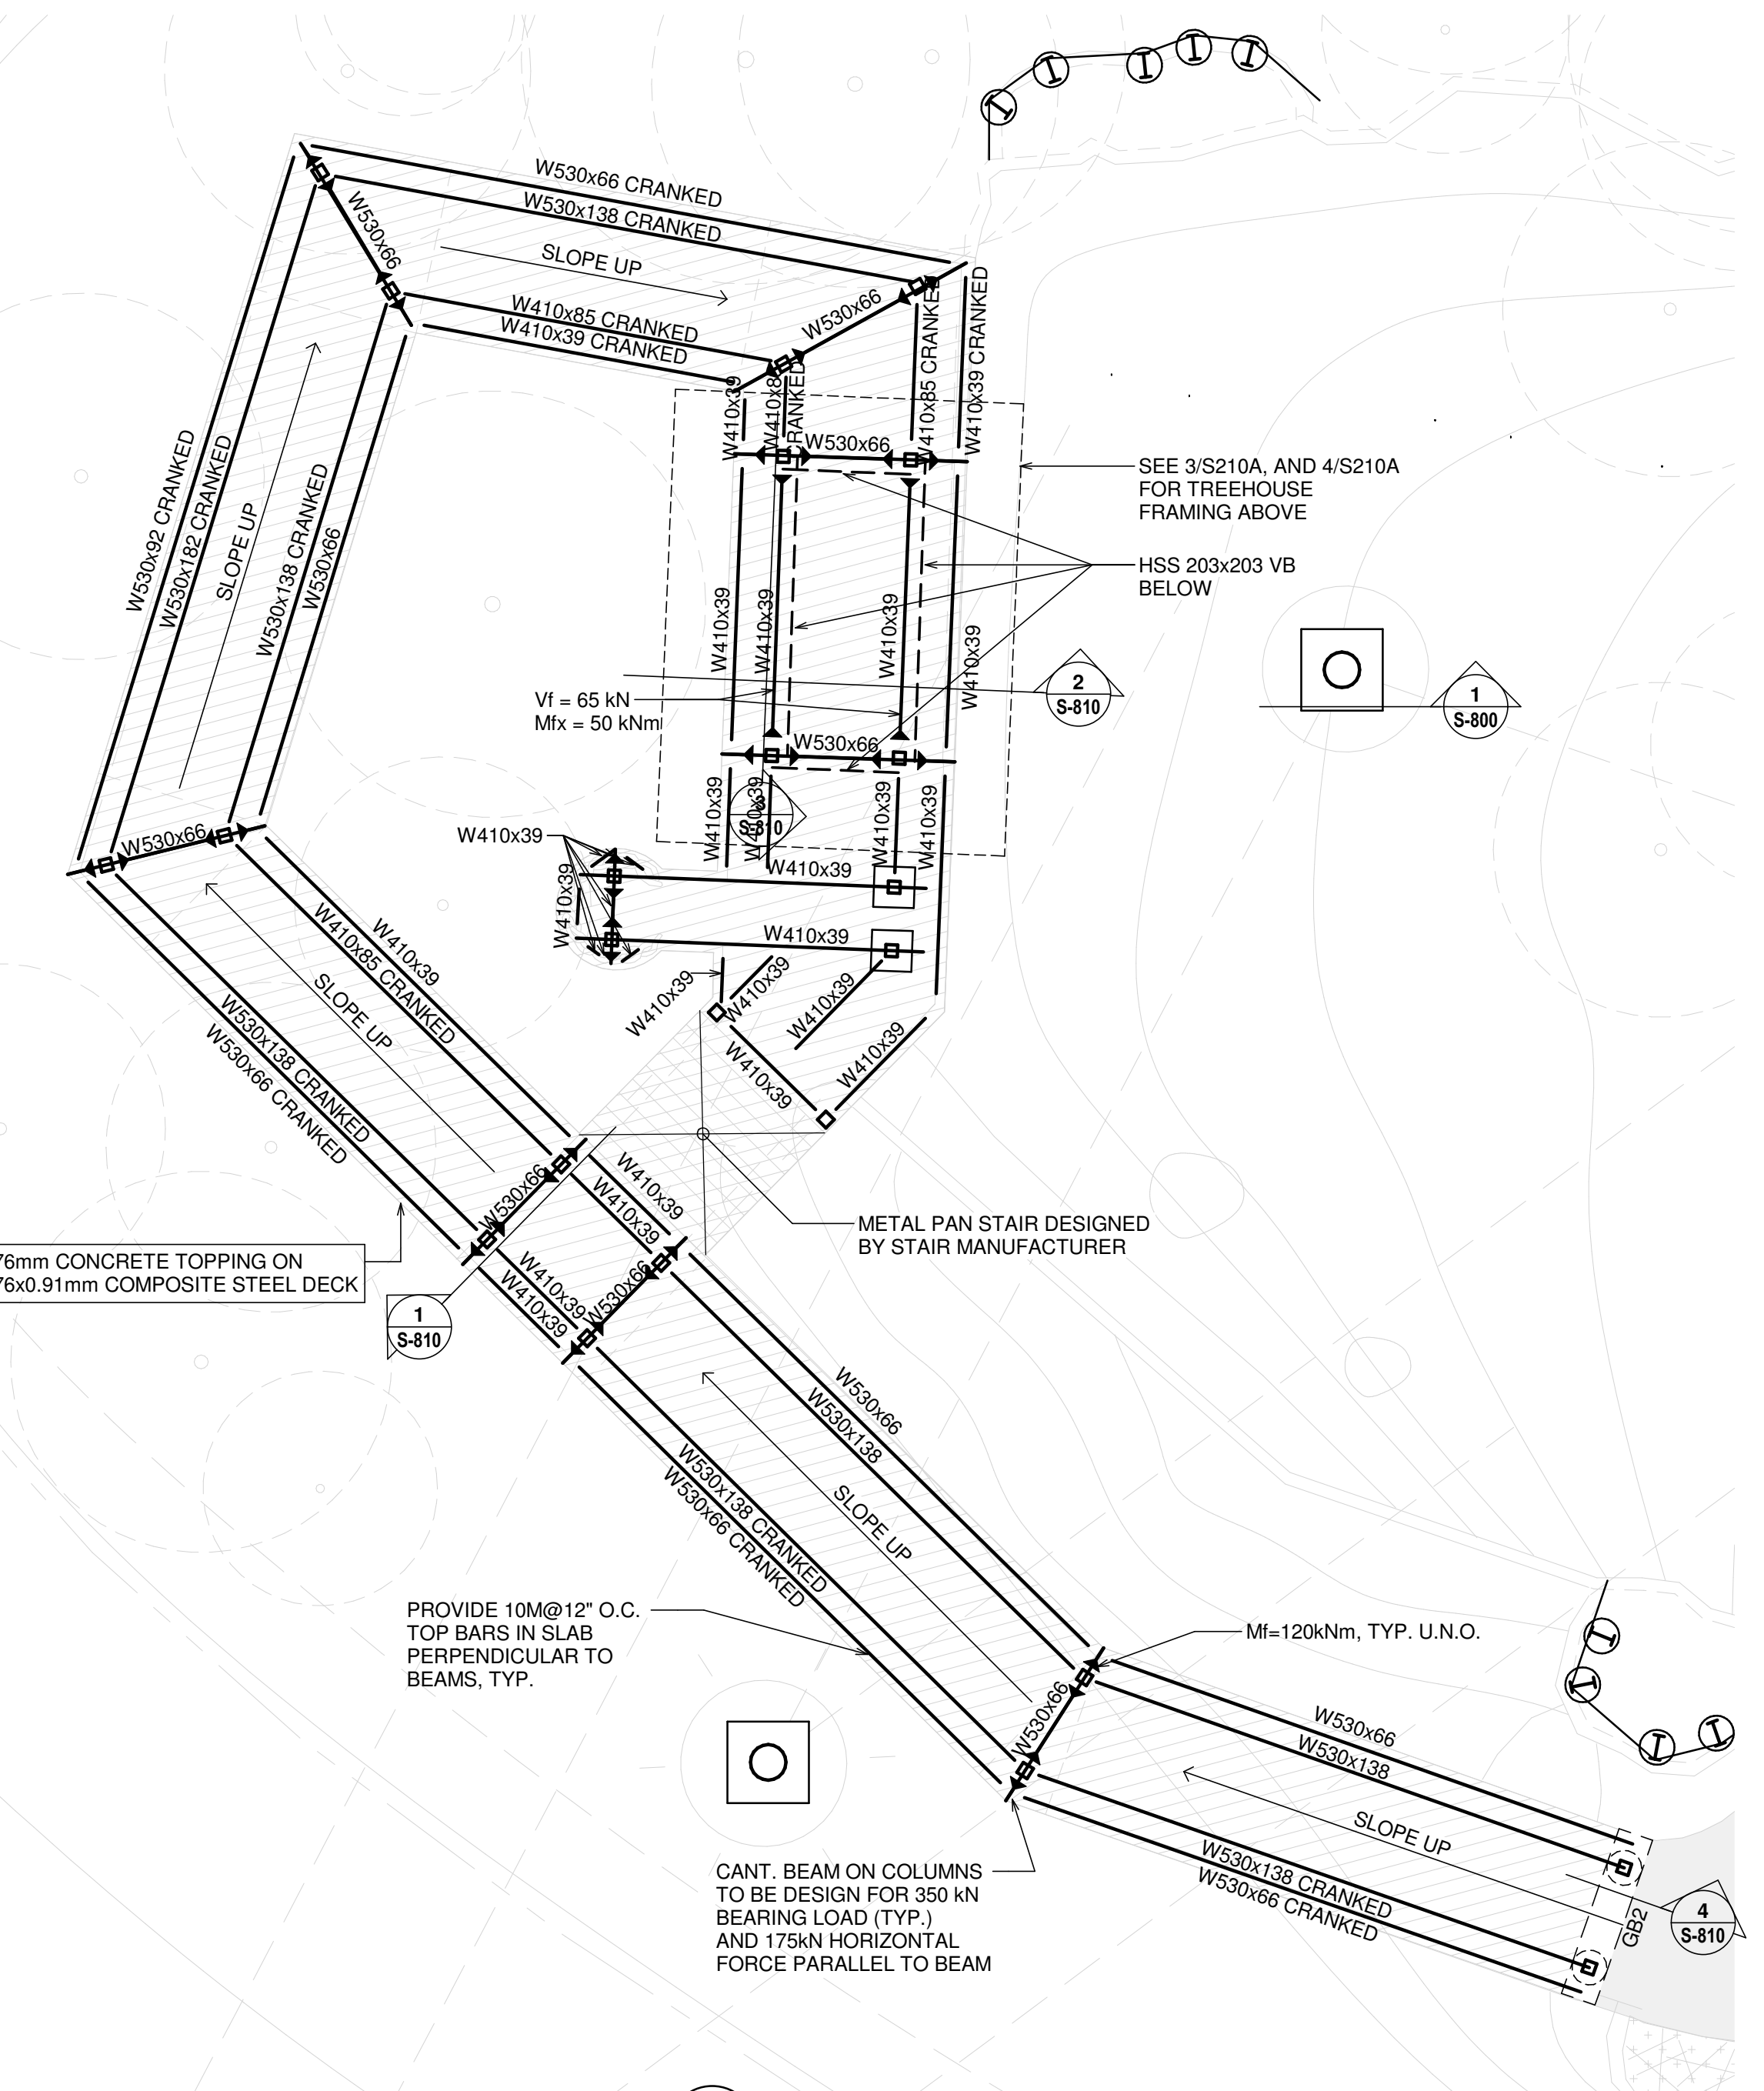 W530x66 CRANKED
W530x138 CRANKED
W530x66
SLOPE UP
W410x85 CRANKED
W410x39 CRANKED
W530x66
W410x85 CRANKED
W410x39 CRANKED
W410x39
CRANKED
W530x66
SEE 3/S210A, AND 4/S210A
FOR TREEHOUSE
FRAMING ABOVE
HSS 203x203 VB
BELOW
W530x92 CRANKED
W530x182 CRANKED
SLOPE UP
W530x138 CRANKED
W530x66
W410x39
W410x39
W410x39
W410x39
2
S-810
1
S-800
Vf = 65 kN
Mfx = 50 kNm
W530x66
W410x39
W410x39
W410x39
W410x39
S-810
W530x66
W410x39
W410x39
W410x39
W410x39
W410x39
W410x39
W410x39
W410x39
W410x39
W410x39
W410x85 CRANKED
SLOPE UP
W530x138 CRANKED
W530x66 CRANKED
W530x66
W410x39
W410x39
METAL PAN STAIR DESIGNED
BY STAIR MANUFACTURER
76mm CONCRETE TOPPING ON
76x0.91mm COMPOSITE STEEL DECK
W410x39
W410x39
W530x66
1
S-810
W530x66
W530x138
SLOPE UP
W530x138 CRANKED
W530x66 CRANKED
PROVIDE 10M@12" O.C.
TOP BARS IN SLAB
PERPENDICULAR TO
BEAMS, TYP.
Mf=120kNm, TYP. U.N.O.
W530x66
W530x66
W530x138
SLOPE UP
W530x138 CRANKED
W530x66 CRANKED
CANT. BEAM ON COLUMNS
TO BE DESIGN FOR 350 kN
BEARING LOAD (TYP.)
AND 175kN HORIZONTAL
FORCE PARALLEL TO BEAM
GB2
4
S-810